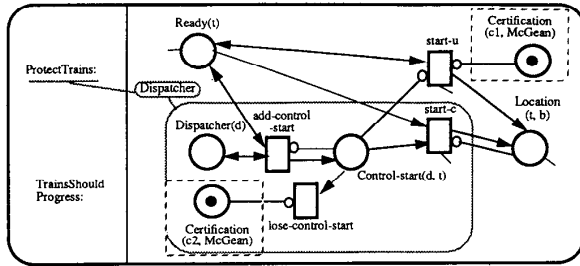 Ready(t)
Certification
(c1, McGean)
start-u
ProtectTrains:
Dispatcher
Location
(t, b)
add-control
-start
start-c
Dispatcher(d)
Control-start(d, t)
TrainsShould
Progress:
Certification
(c2, McGean)
lose-control-start